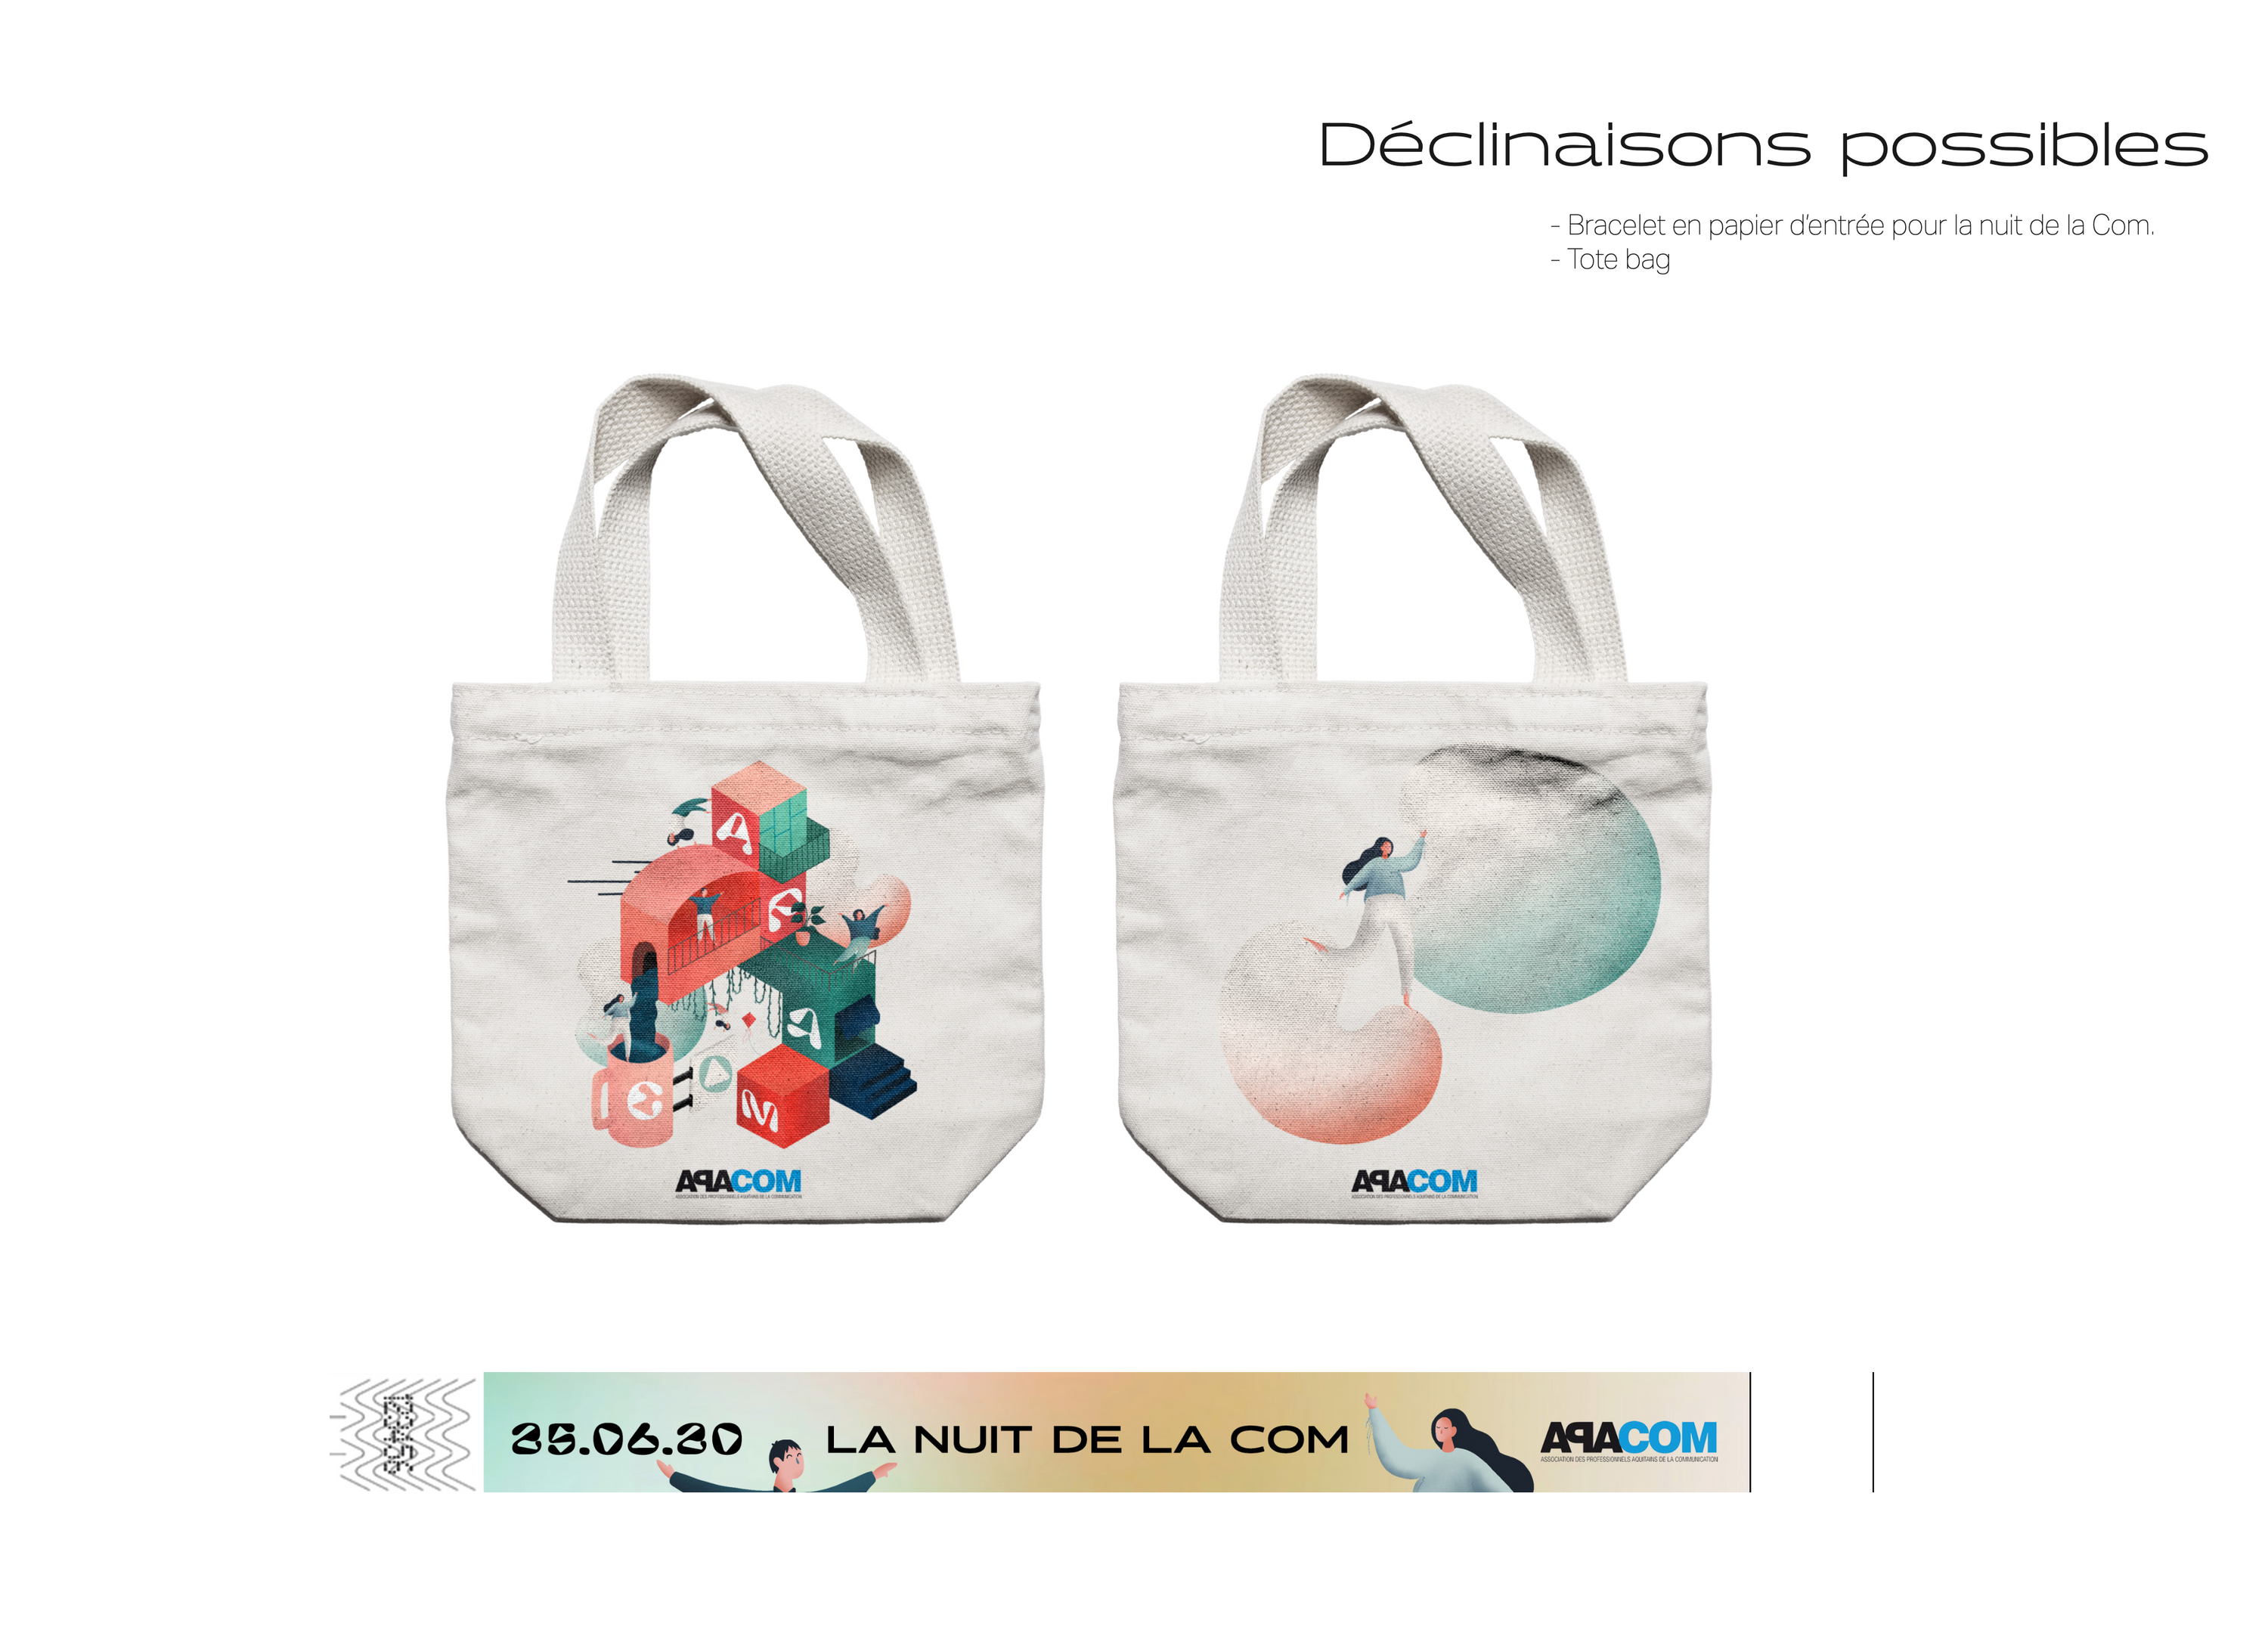 Déclinaisons possibles
- Bracelet en papier d'entrée pour la nuit de la Com.
- Tote bag
A
A
M
APACOM
ASSOCIATION DES PROFESSIONNELS AQUITAINS DE LA COMMUNICATION
APACOM
ASSOCIATION DES PROFESSIONNELS AQUITAINS DE LA COMMUNICATION
25.06.20
LA NUIT DE LA COM
APACOM
ASSOCIATION DES PROFESSIONNELS AQUITAINS DE LA COMMUNICATION